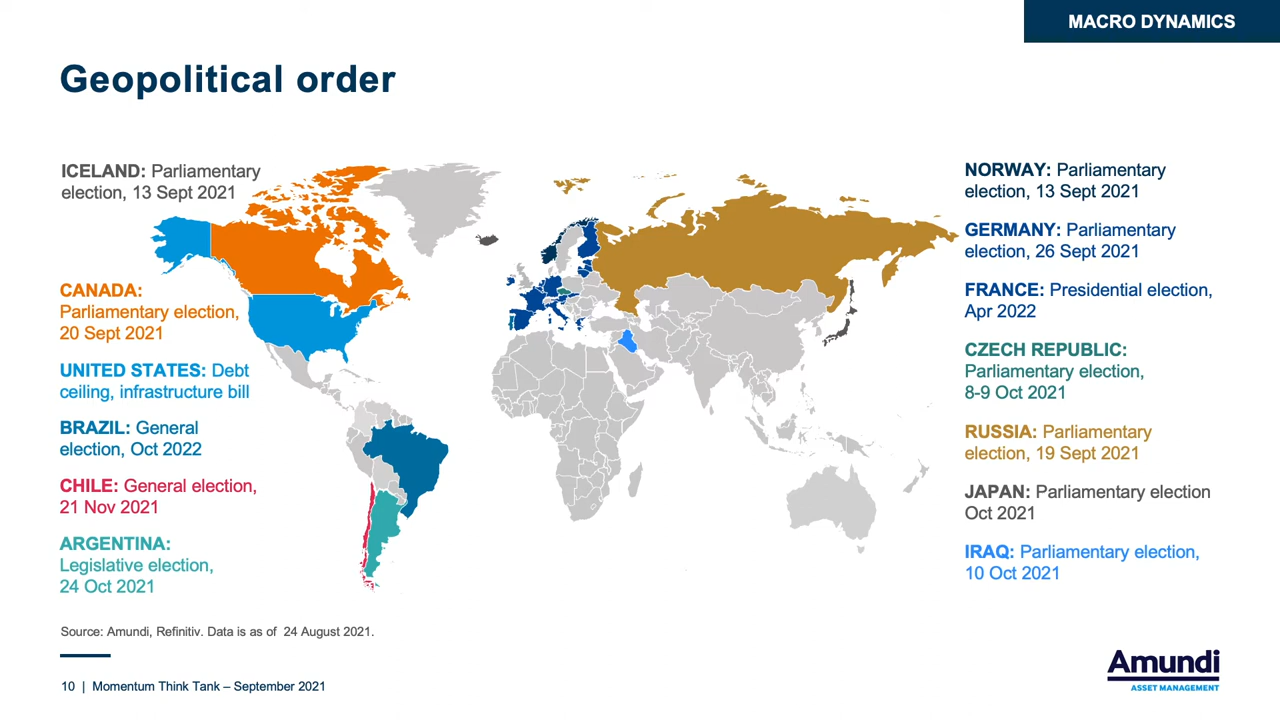 MACRO DYNAMICS
Geopolitical order
ICELAND: Parliamentary
election, 13 Sept 2021
CANADA:
Parliamentary election,
20 Sept 2021
UNITED STATES: Debt
ceiling, infrastructure bill
BRAZIL: General
election, Oct 2022
CHILE: General election,
21 Nov 2021
ARGENTINA:
Legislative election,
24 Oct 2021
NORWAY: Parliamentary
election, 13 Sept 2021
GERMANY: Parliamentary
election, 26 Sept 2021
FRANCE: Presidential election,
Apr 2022
CZECH REPUBLIC:
Parliamentary election,
8-9 Oct 2021
RUSSIA: Parliamentary
election, 19 Sept 2021
JAPAN: Parliamentary election
Oct 2021
IRAQ: Parliamentary election,
10 Oct 2021
Source: Amundi, Refinitiv. Data is as of 24 August 2021.
10 | Momentum Think Tank – September 2021
Amundi
ASSET MANAGEMENT